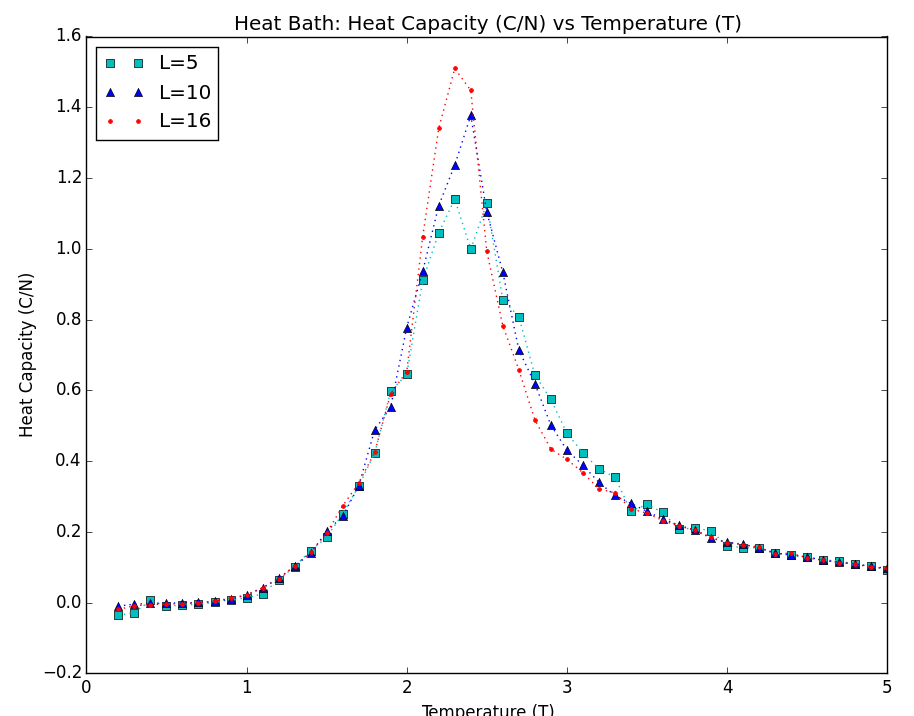 Heat Bath: Heat Capacity (C/N) vs Temperature (T)
L=5
L=10
L=16
1.6
1.4
1.2
1.0
0.8
0.6
0.4
0.2
0.0
−0.2
Heat Capacity (C/N)
0 1 2 3 4 5
Temperature (T)